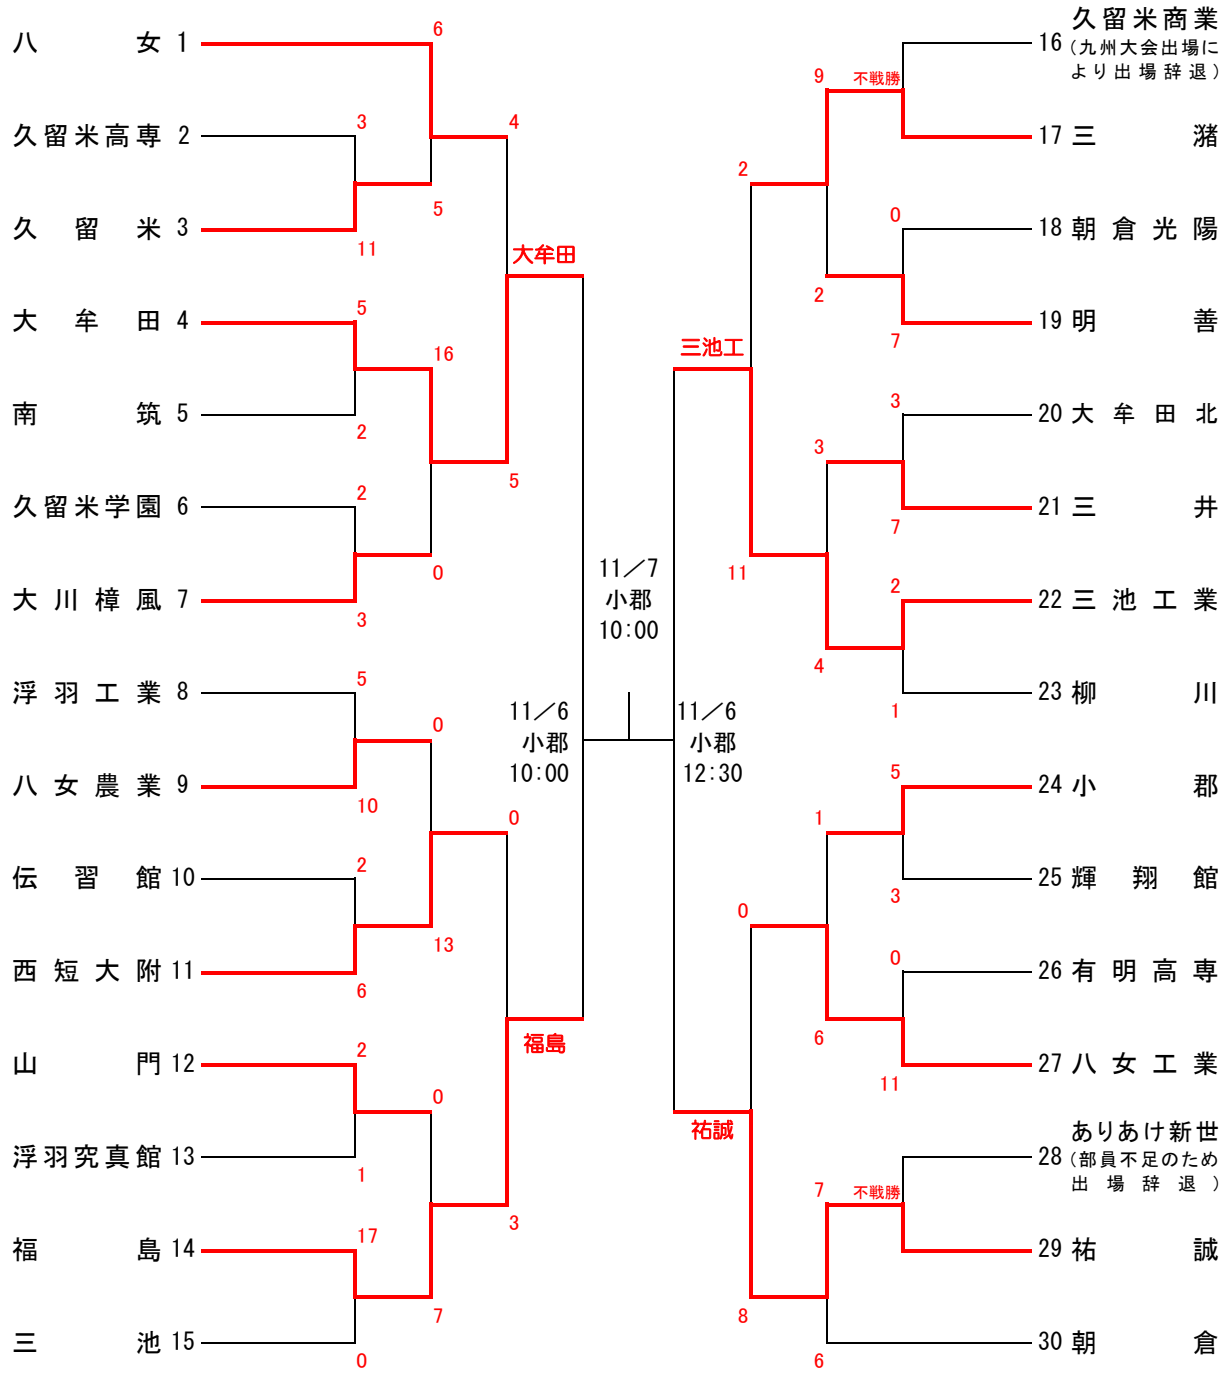 八女 1
久留米高専 2
久留米 3
大牟田 4
南筑 5
久留米学園 6
大川樟風 7
浮羽工業 8
八女農業 9
伝習館 10
西短大附 11
山門 12
浮羽究真館 13
福島 14
三池 15
3
11
5
2
2
3
5
10
2
6
2
1
17
0
6
5
16
0
0
13
0
7
4
5
0
3
大牟田
福島
11/6
小郡
10:00
11/7
小郡
10:00
11/6
小郡
12:30
三池工
祐誠
2
11
0
8
9
2
3
4
1
6
7
6
不戦勝
0
7
3
7
2
1
5
3
0
11
不戦勝
16 久留米商業
(九州大会出場に
より出場辞退)
17 三潴
18 朝倉光陽
19 明善
20 大牟田北
21 三井
22 三池工業
23 柳川
24 小郡
25 輝翔館
26 有明高専
27 八女工業
28 ありあけ新世
(部員不足のため
出場辞退)
29 祐誠
30 朝倉